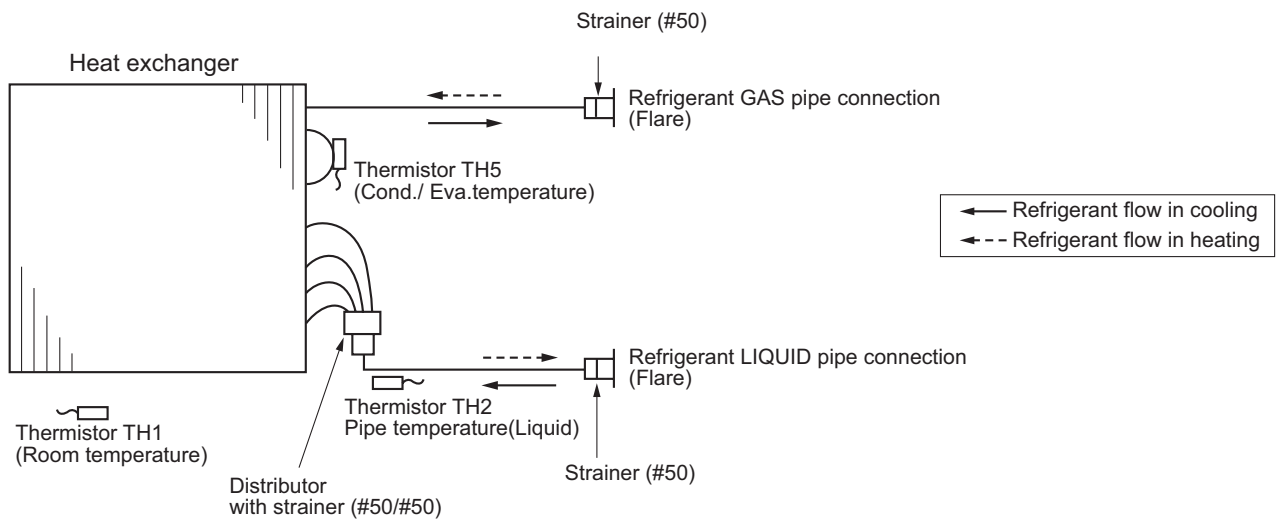 Strainer (#50)
Heat exchanger
Refrigerant GAS pipe connection
(Flare)
Thermistor TH5
(Cond./ Eva.temperature)
Refrigerant flow in cooling
Refrigerant flow in heating
Refrigerant LIQUID pipe connection
(Flare)
Thermistor TH2
Pipe temperature(Liquid)
Thermistor TH1
(Room temperature)
Strainer (#50)
Distributor
with strainer (#50/#50)